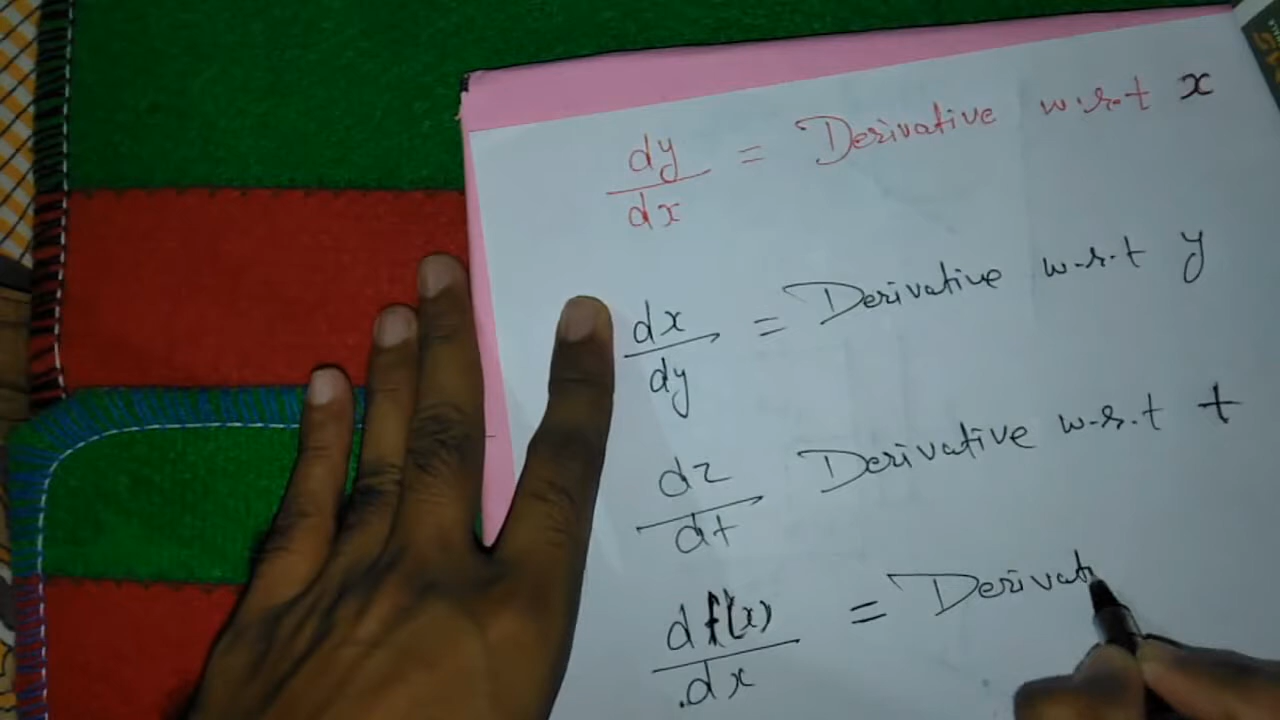 dy/dx = Derivative w.r.t x
dx/dy = Derivative w.r.t y
dz/dt Derivative w.r.t t
df(x)/dx = Derivat